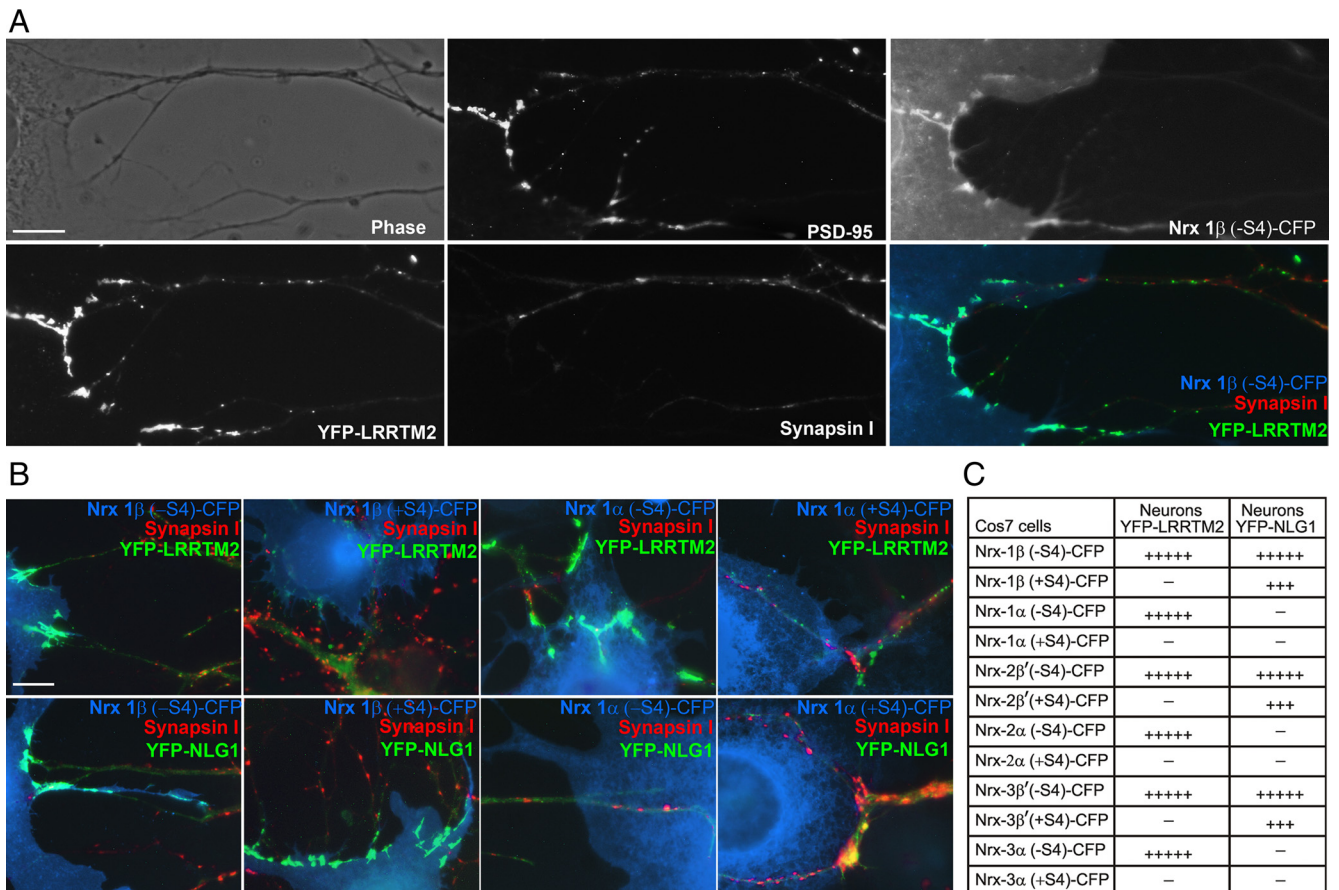 A
Phase
PSD-95
Nrx 1β (-S4)-CFP
YFP-LRRTM2
Synapsin I
Nrx 1β (-S4)-CFP
Synapsin I
YFP-LRRTM2
B
Nrx 1β (–S4)-CFP
Synapsin I
YFP-LRRTM2
Nrx 1β (+S4)-CFP
Synapsin I
YFP-LRRTM2
Nrx 1α (-S4)-CFP
Synapsin I
YFP-LRRTM2
Nrx 1α (+S4)-CFP
Synapsin I
YFP-LRRTM2
Nrx 1β (–S4)-CFP
Synapsin I
YFP-NLG1
Nrx 1β (+S4)-CFP
Synapsin I
YFP-NLG1
Nrx 1α (–S4)-CFP
Synapsin I
YFP-NLG1
Nrx 1α (+S4)-CFP
Synapsin I
YFP-NLG1
C
Cos7 cells Neurons YFP-LRRTM2 Neurons YFP-NLG1
Nrx-1β (-S4)-CFP +++++ +++++
Nrx-1β (+S4)-CFP – +++
Nrx-1α (-S4)-CFP +++++ –
Nrx-1α (+S4)-CFP – –
Nrx-2β′(-S4)-CFP +++++ +++++
Nrx-2β′(+S4)-CFP – +++
Nrx-2α (-S4)-CFP +++++ –
Nrx-2α (+S4)-CFP – –
Nrx-3β′(-S4)-CFP +++++ +++++
Nrx-3β′(+S4)-CFP – +++
Nrx-3α (-S4)-CFP +++++ –
Nrx-3α (+S4)-CFP – –